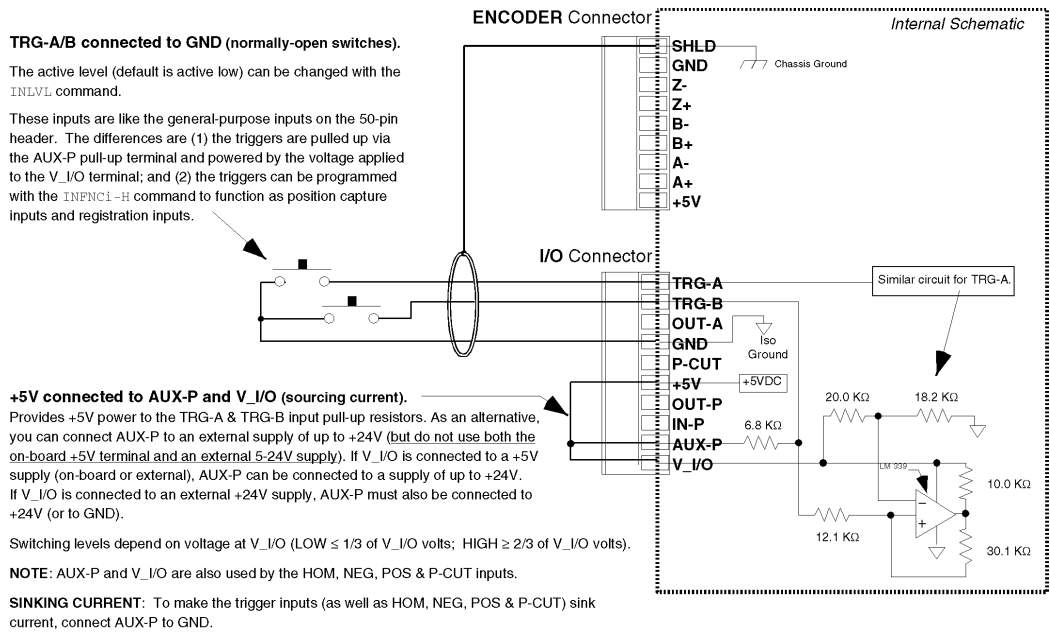 ENCODER Connector
Internal Schematic
TRG-A/B connected to GND (normally-open switches).
The active level (default is active low) can be changed with the
INLVL command.
These inputs are like the general-purpose inputs on the 50-pin
header. The differences are (1) the triggers are pulled up via
the AUX-P pull-up terminal and powered by the voltage applied
to the V_I/O terminal; and (2) the triggers can be programmed
with the INFNCi-H command to function as position capture
inputs and registration inputs.
SHLD
GND
Z-
Z+
B-
B+
A-
A+
+5V
Chassis Ground
I/O Connector
TRG-A
TRG-B
OUT-A
GND
P-CUT
+5V
OUT-P
IN-P
AUX-P
V_I/O
Similar circuit for TRG-A.
Iso
Ground
+5VDC
20.0 KΩ
18.2 KΩ
6.8 KΩ
LM 339
10.0 KΩ
12.1 KΩ
30.1 KΩ
−
+
+5V connected to AUX-P and V_I/O (sourcing current).
Provides +5V power to the TRG-A & TRG-B input pull-up resistors. As an alternative,
you can connect AUX-P to an external supply of up to +24V (but do not use both the
on-board +5V terminal and an external 5-24V supply). If V_I/O is connected to a +5V
supply (on-board or external), AUX-P can be connected to a supply of up to +24V.
If V_I/O is connected to an external +24V supply, AUX-P must also be connected to
+24V (or to GND).
Switching levels depend on voltage at V_I/O (LOW ≤ 1/3 of V_I/O volts; HIGH ≥ 2/3 of V_I/O volts).
NOTE: AUX-P and V_I/O are also used by the HOM, NEG, POS & P-CUT inputs.
SINKING CURRENT: To make the trigger inputs (as well as HOM, NEG, POS & P-CUT) sink
current, connect AUX-P to GND.